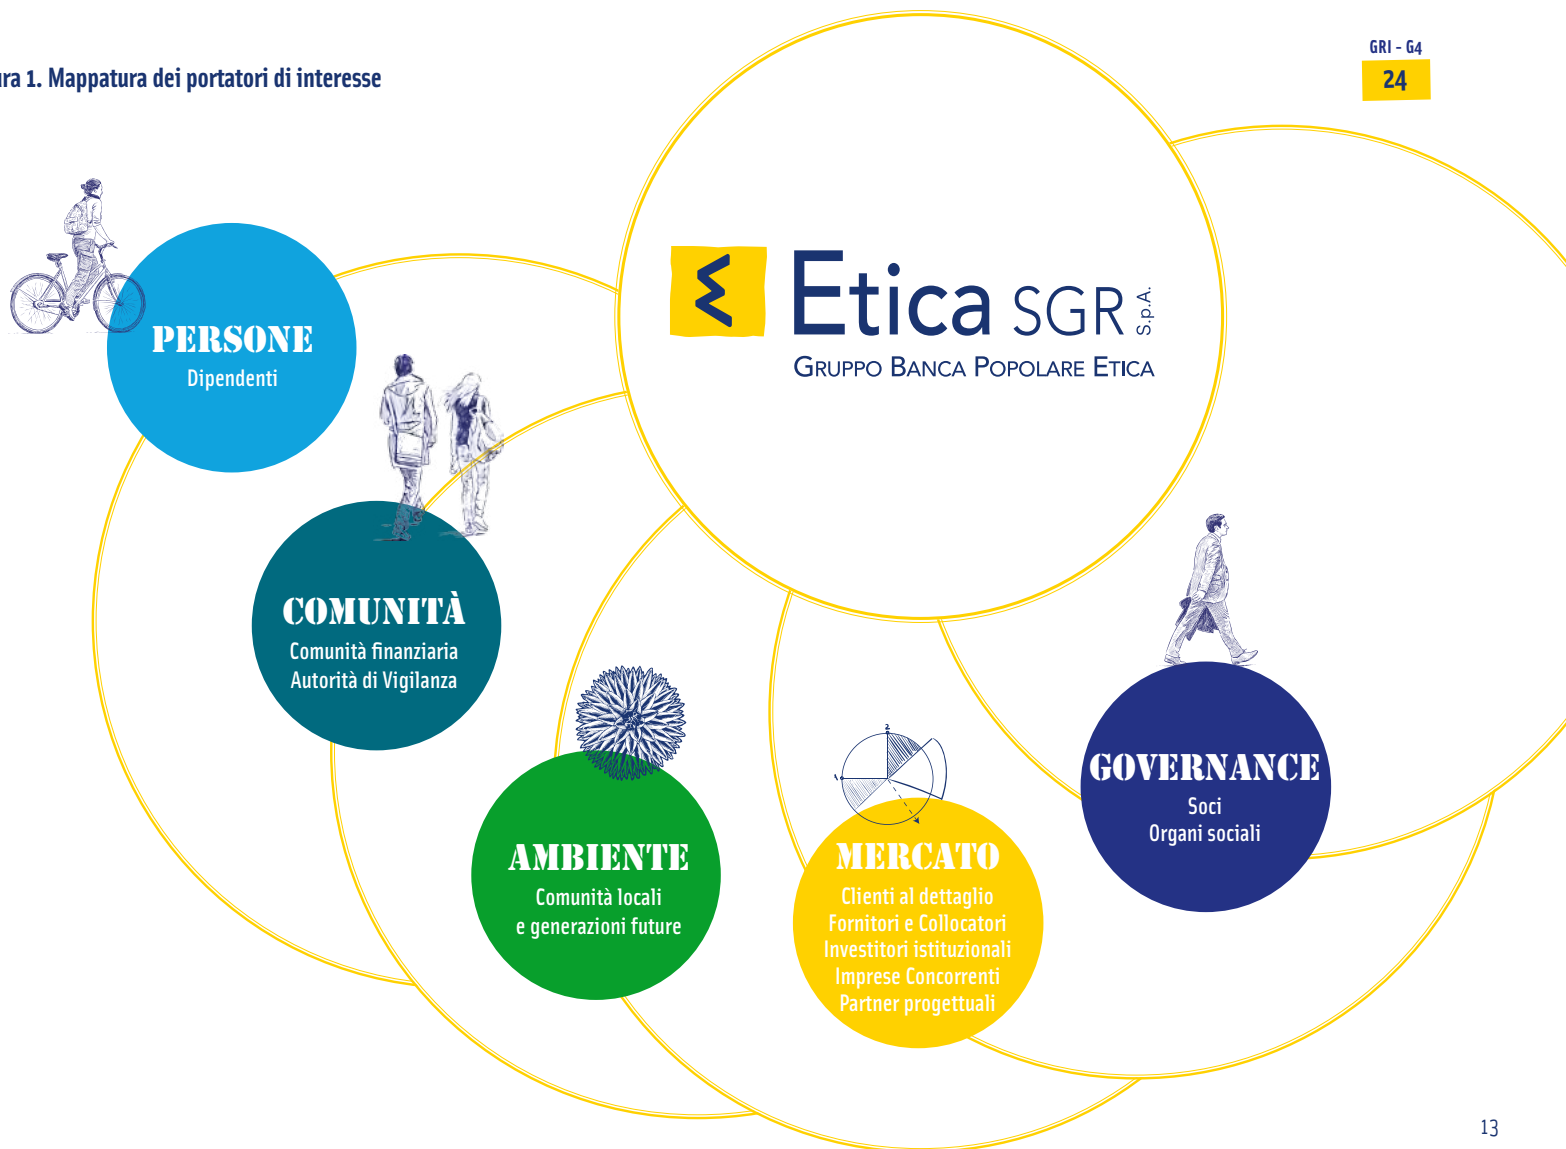 1. Mappatura dei portatori di interesse
GRI - G4
24
Etica SGR S.p.A.
GRUPPO BANCA POPOLARE ETICA
PERSONE
Dipendenti
COMUNITÀ
Comunità finanziaria
Autorità di Vigilanza
AMBIENTE
Comunità locali
e generazioni future
MERCATO
Clienti al dettaglio
Fornitori e Collocatori
Investitori istituzionali
Imprese Concorrenti
Partner progettuali
GOVERNANCE
Soci
Organi sociali
13